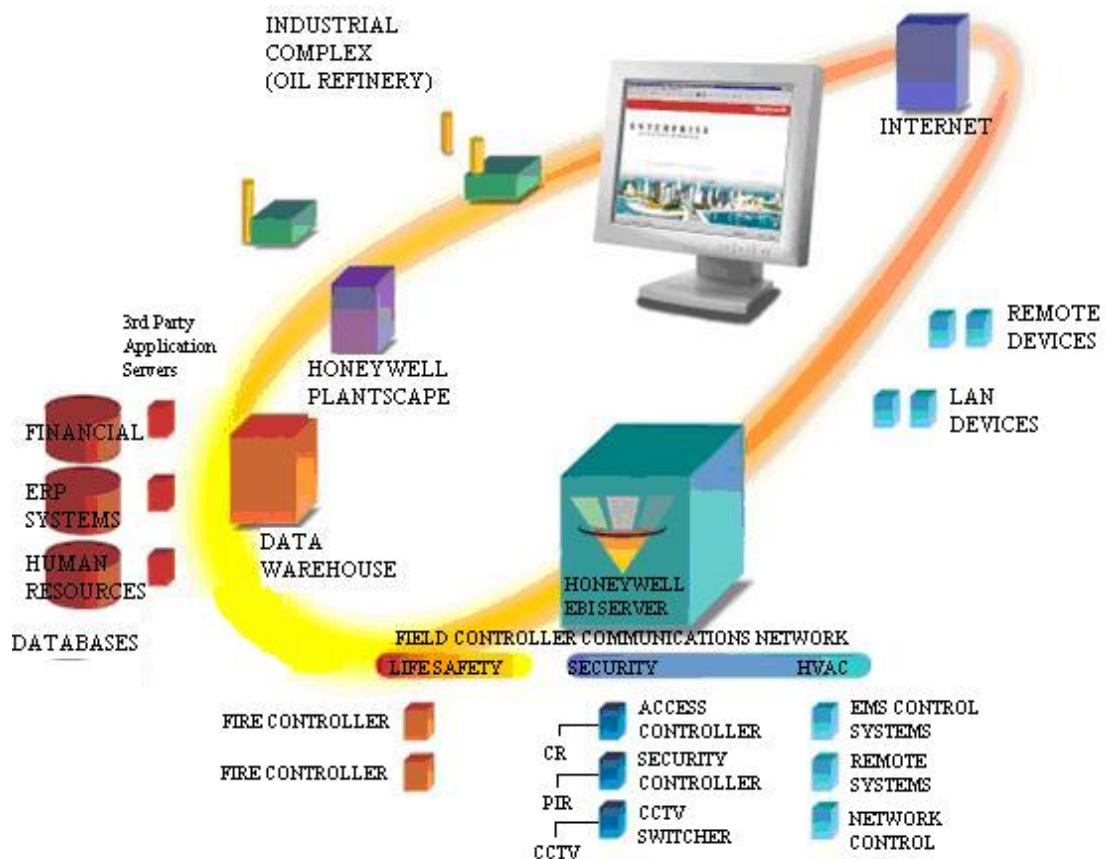 INDUSTRIAL
COMPLEX
(OIL REFINERY)
INTERNET
ENTERPRISE
REMOTE
DEVICES
LAN
DEVICES
3rd Party
Application
Servers
HONEYWELL
PLANTSCAPE
FINANCIAL
ERP
SYSTEMS
HUMAN
RESOURCES
DATABASES
DATA
WAREHOUSE
HONEYWELL
EBI SERVER
FIELD CONTROLLER COMMUNICATIONS NETWORK
LIFE SAFETY
SECURITY
HVAC
FIRE CONTROLLER
FIRE CONTROLLER
ACCESS
CONTROLLER
CR
SECURITY
CONTROLLER
PIR
CCTV
SWITCHER
CCTV
EMS CONTROL
SYSTEMS
REMOTE
SYSTEMS
NETWORK
CONTROL